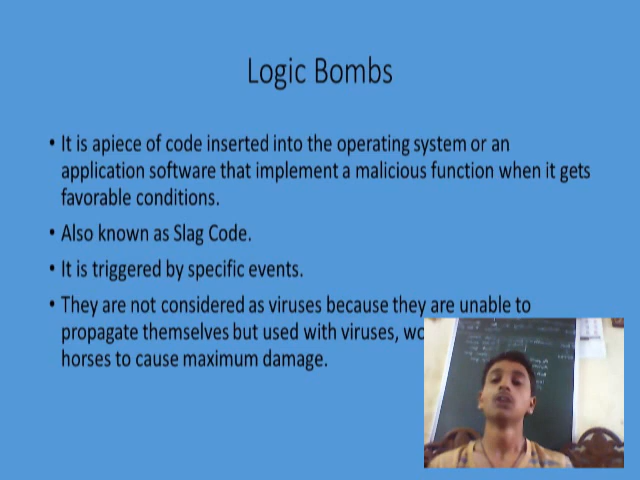 Logic Bombs
• It is apiece of code inserted into the operating system or an
application software that implement a malicious function when it gets
favorable conditions.
• Also known as Slag Code.
• It is triggered by specific events.
• They are not considered as viruses because they are unable to
propagate themselves but used with viruses,
horses to cause maximum damage.